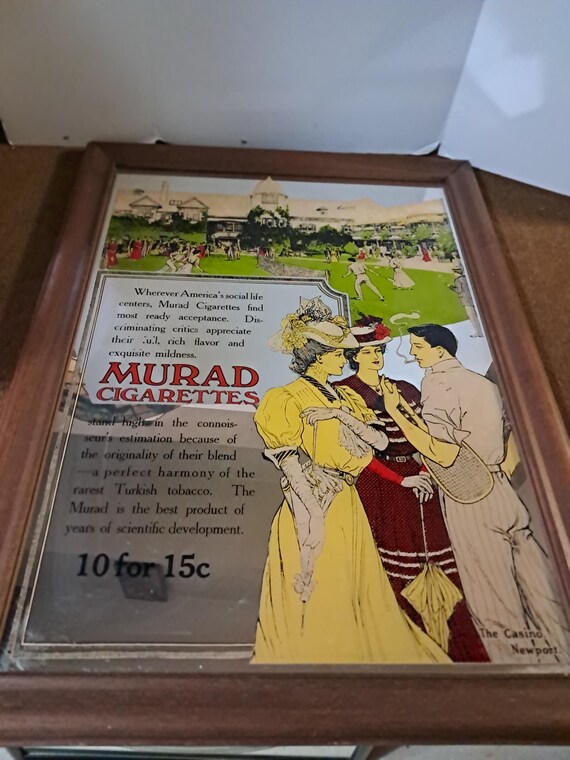 Wherever America's social life
centers, Murad Cigarettes find
most ready acceptance. Dis-
criminating critics appreciate
their full, rich flavor and
exquisite mildness.
MURAD
CIGARETTES
stand high in the connois-
seur's estimation because of
the originality of their blend
—a perfect harmony of the
rarest Turkish tobacco. The
Murad is the best product of
years of scientific development.
10 for 15c
The Casino
Newport.